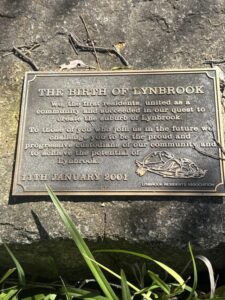 THE BIRTH OF LYNBROOK
We, the first residents, united as a
community and succeeded in our quest to
create the suburb of Lynbrook.
To those of you who join us in the future we
challenge you to be the proud and
progressive custodians of our community and
to achieve the potential of
Lynbrook.
JANUARY 2001
LYNBROOK RESIDENTS ASSOCIATION